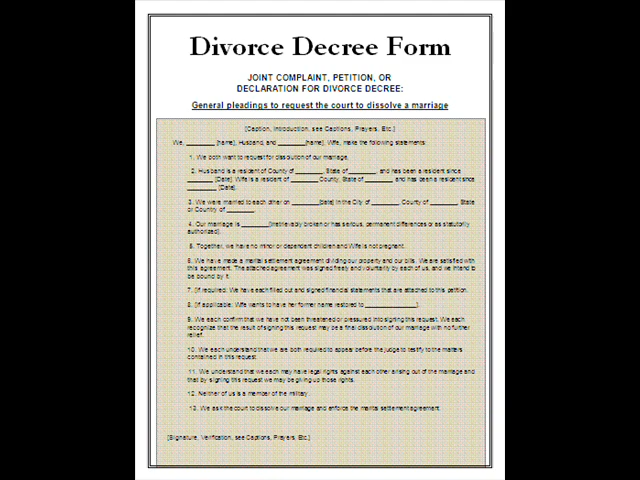 Divorce Decree Form
JOINT COMPLAINT, PETITION, OR
DECLARATION FOR DIVORCE DECREE:
General pleadings to request the court to dissolve a marriage
[Caption, Introduction, see Captions, Prayers, Etc.]
We, ________ [name], Husband, and ________[name], Wife, make the following statements:
1. We both want to request for dissolution of our marriage.
2. Husband is a resident of County of ________, State of________, and has been a resident since
________ [Date]. Wife is a resident of ________ County, State of ________ and has been a resident since
________ [Date].
3. We were married to each other on ________[date] in the City of ________, County of ________, State
or Country of ________.
4. Our marriage is ________[irretrievably broken or has serious, permanent differences or as statutorily
authorized].
5. Together, we have no minor or dependent children and Wife is not pregnant.
6. We have made a marital settlement agreement dividing our property and our bills. We are satisfied with
this agreement. The attached agreement was signed freely and voluntarily by each of us, and we intend to
be bound by it.
7. [If required: We have each filled out and signed financial statements that are attached to this petition.
8. [If applicable: Wife wants to have her former name restored to ________________].
9. We each confirm that we have not been threatened or pressured into signing this request. We each
recognize that the result of signing this request may be a final dissolution of our marriage with no further
relief.
10. We each understand that we are both required to appear before the judge to testify to the matters
contained in this request.
11. We understand that we each may have legal rights against each other arising out of the marriage and
that by signing this request we may be giving up those rights.
12. Neither of us is a member of the military.
13. We ask the court to dissolve our marriage and enforce the marital settlement agreement.
[Signature, Verification, see Captions, Prayers, Etc.]